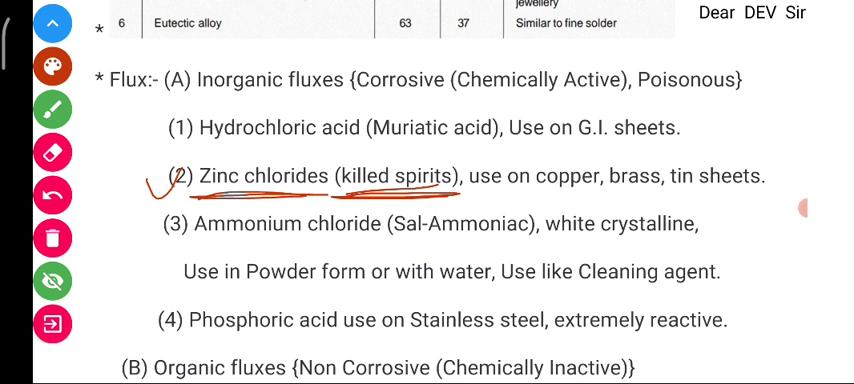 jewellery
Dear DEV Sir
* 6 Eutectic alloy 63 37 Similar to fine solder
* Flux:- (A) Inorganic fluxes {Corrosive (Chemically Active), Poisonous}
(1) Hydrochloric acid (Muriatic acid), Use on G.I. sheets.
(2) Zinc chlorides (killed spirits), use on copper, brass, tin sheets.
(3) Ammonium chloride (Sal-Ammoniac), white crystalline,
Use in Powder form or with water, Use like Cleaning agent.
(4) Phosphoric acid use on Stainless steel, extremely reactive.
(B) Organic fluxes {Non Corrosive (Chemically Inactive)}